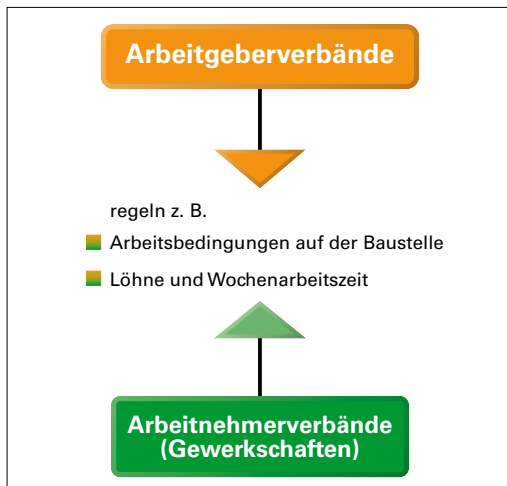 Arbeitgeberverbände
regeln z. B.
Arbeitsbedingungen auf der Baustelle
Löhne und Wochenarbeitszeit
Arbeitnehmerverbände
(Gewerkschaften)